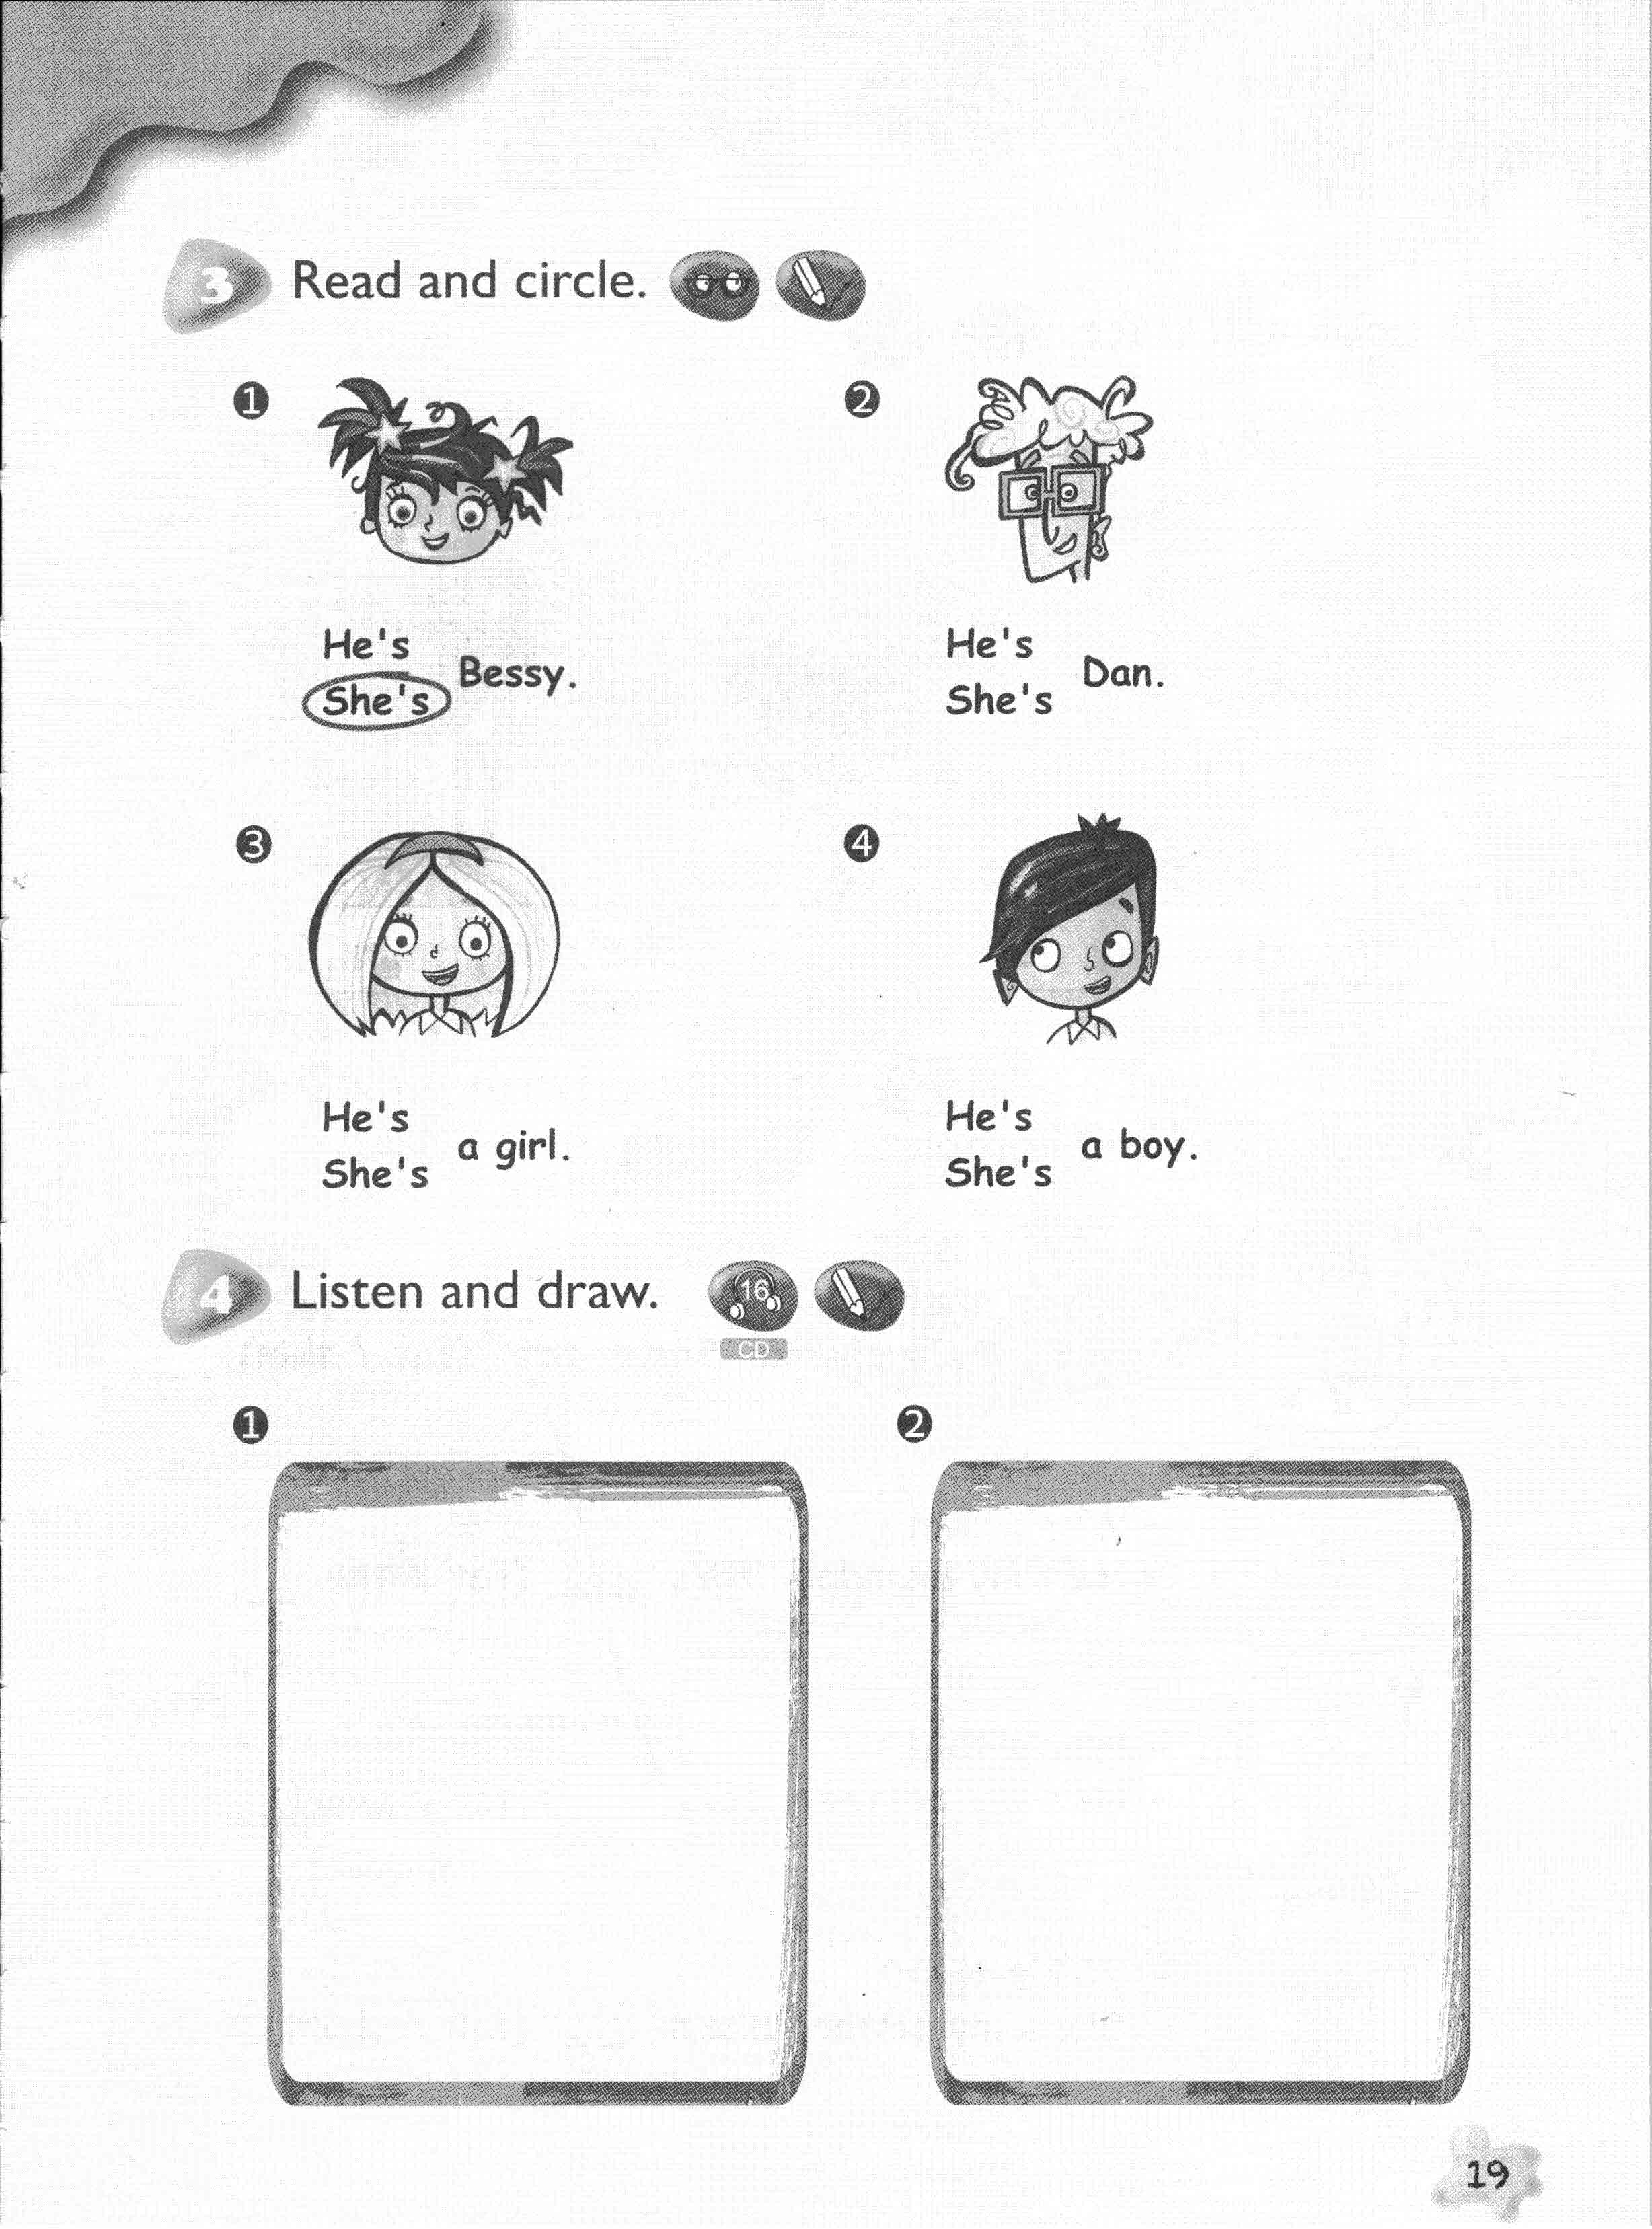 3 Read and circle.
1
2
He's
She's
Bessy.
He's
She's
Dan.
3
4
He's
She's
a girl.
He's
She's
a boy.
4 Listen and draw. 16
CD
1
2
19